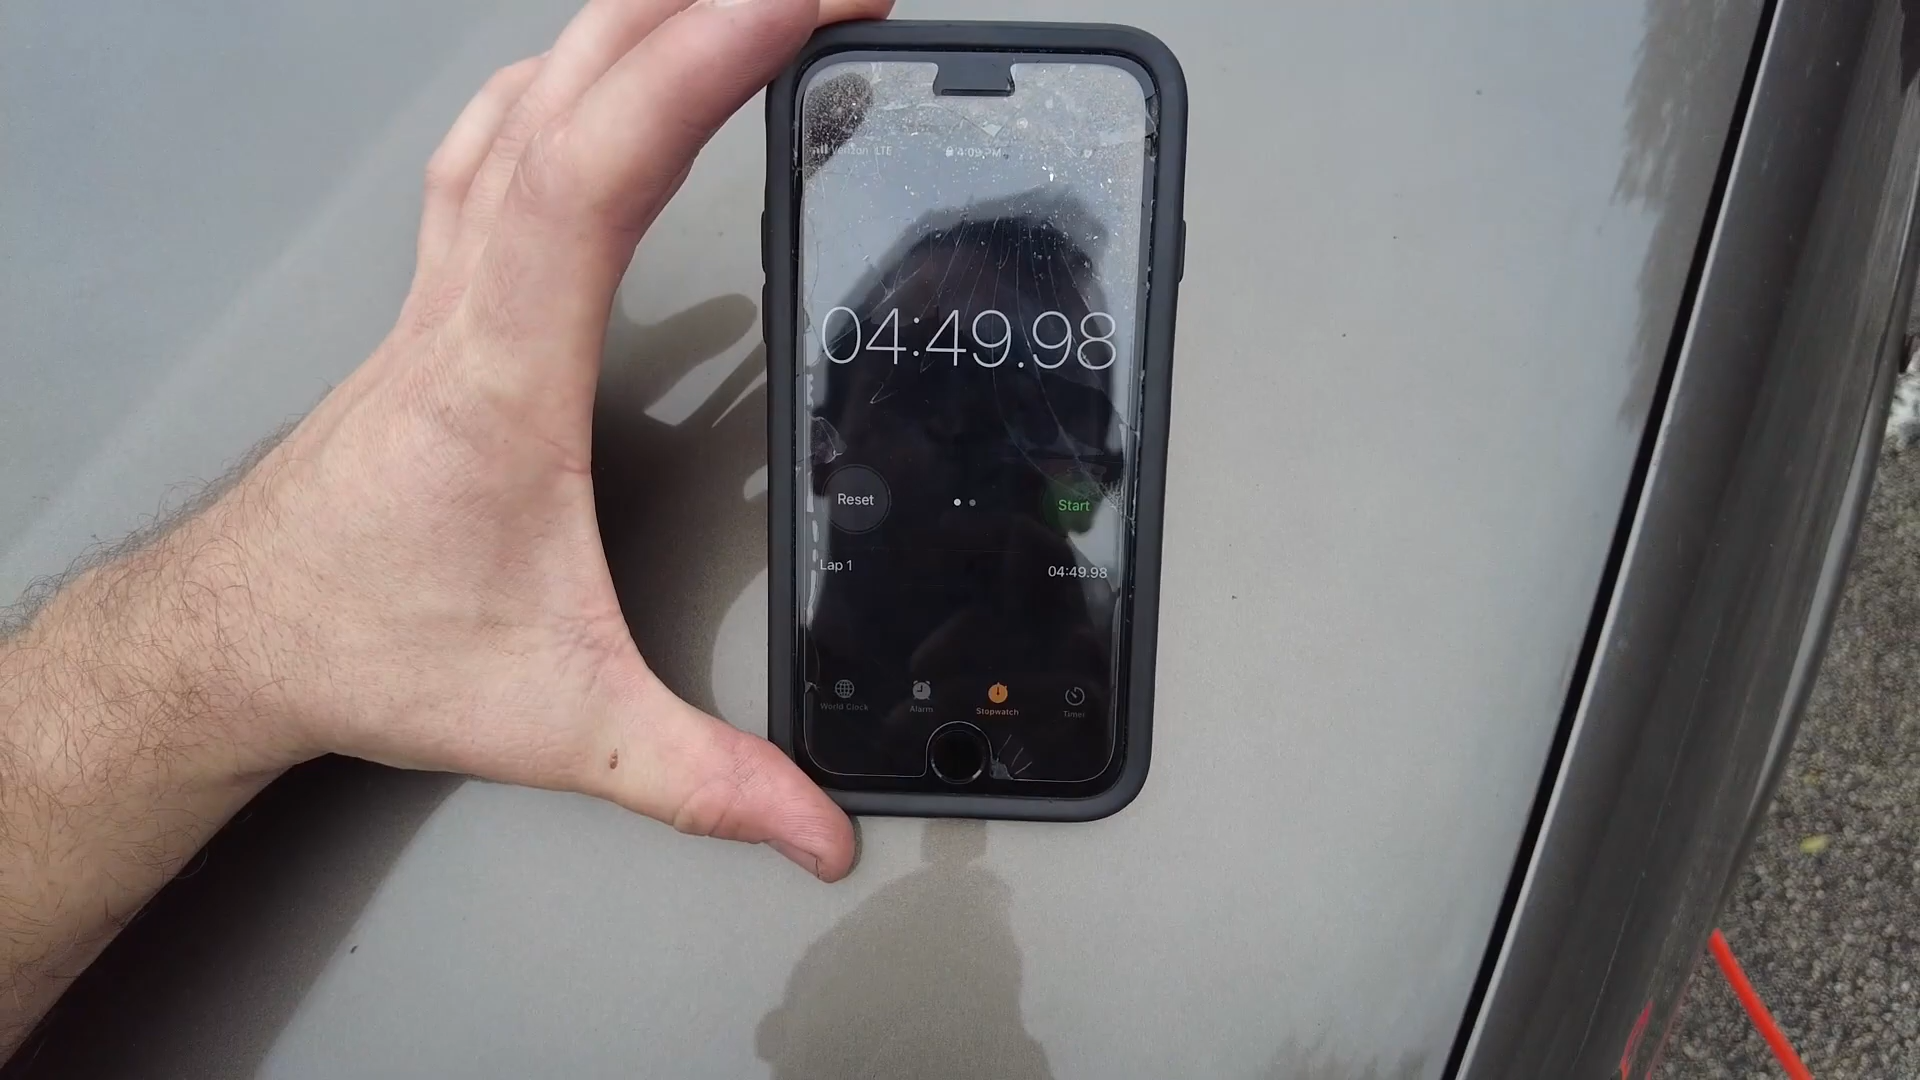 Verizon LTE 4:09 PM
04:49.98
Reset Start
Lap 1 04:49.98
World Clock Alarm Stopwatch Timer